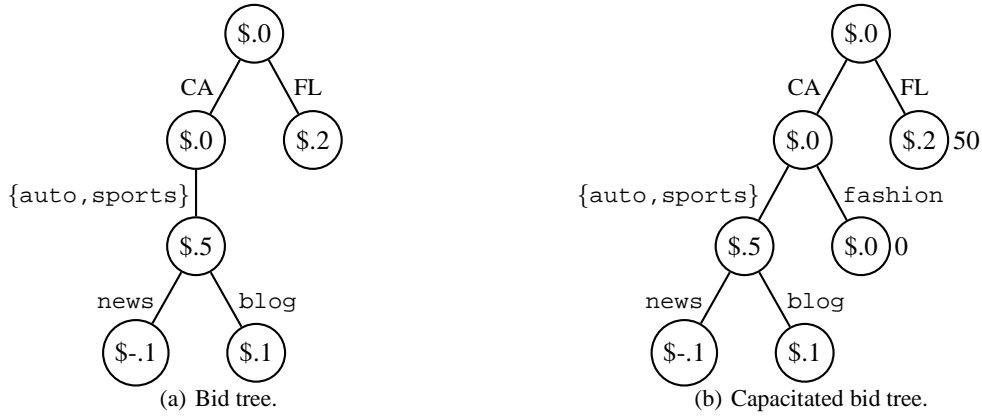 $.0 $.0
CA FL CA FL
$.0 $.2 $.0 $.2 50
{auto,sports} {auto,sports} fashion
$.5 $.5 $.0 0
news blog news blog
$-.1 $.1 $-.1 $.1
(a) Bid tree. (b) Capacitated bid tree.